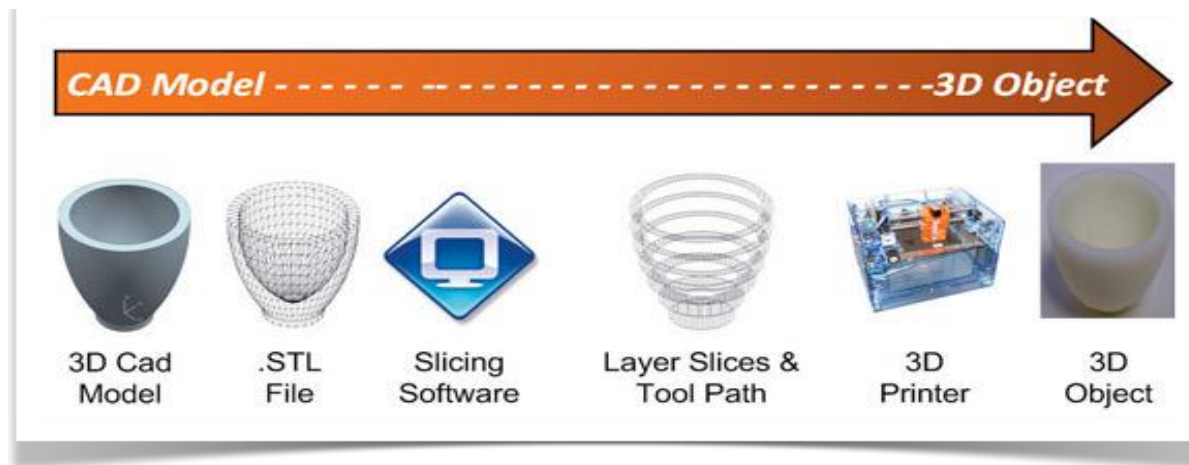 CAD Model - - - - - - -- - - - - - - - - - - - - - - - - - - - - - -3D Object
3D Cad
Model
.STL
File
Slicing
Software
Layer Slices &
Tool Path
3D
Printer
3D
Object